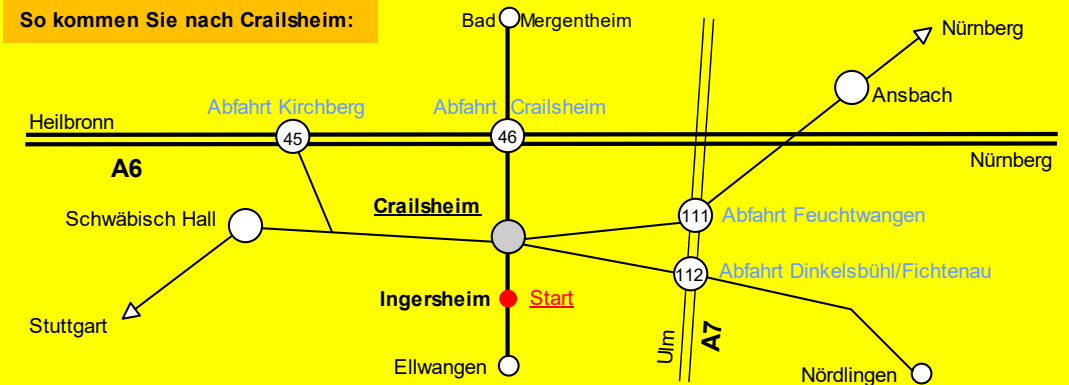 So kommen Sie nach Crailsheim:
Bad Mergentheim
Nürnberg
Ansbach
Abfahrt Kirchberg
Abfahrt Crailsheim
Heilbronn
45
46
Nürnberg
A6
Crailsheim
Schwäbisch Hall
111 Abfahrt Feuchtwangen
112 Abfahrt Dinkelsbühl/Fichtenau
Ingersheim
Start
Stuttgart
Ulm
A7
Ellwangen
Nördlingen